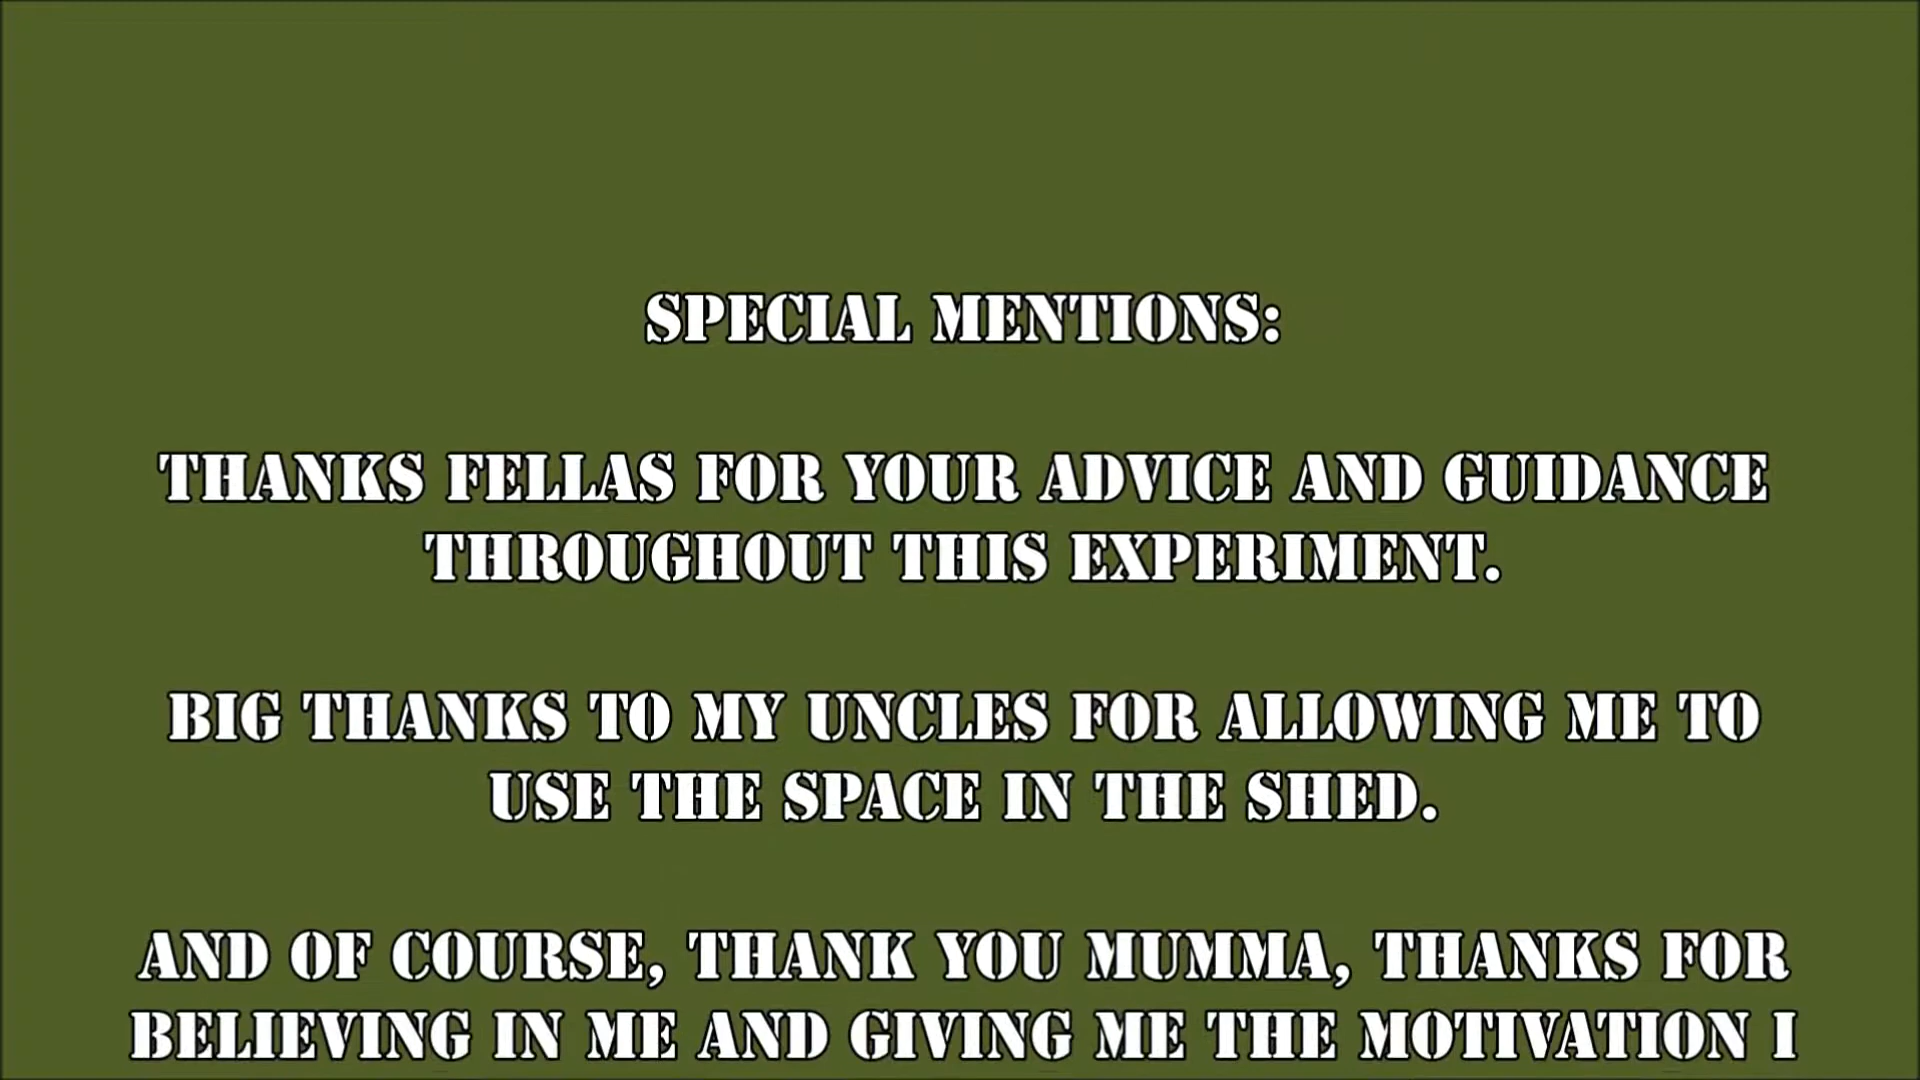 SPECIAL MENTIONS:
THANKS FELLAS FOR YOUR ADVICE AND GUIDANCE
THROUGHOUT THIS EXPERIMENT.
BIG THANKS TO MY UNCLES FOR ALLOWING ME TO
USE THE SPACE IN THE SHED.
AND OF COURSE, THANK YOU MUMMA, THANKS FOR
BELIEVING IN ME AND GIVING ME THE MOTIVATION I